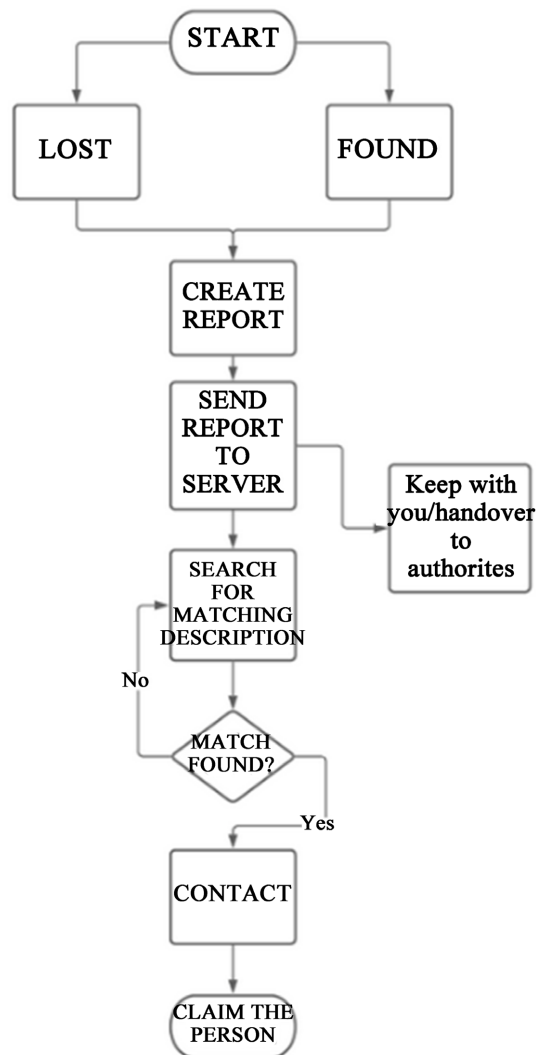 START
LOST
FOUND
CREATE
REPORT
SEND
REPORT
TO
SERVER
Keep with
you/handover
to
authorites
SEARCH
FOR
MATCHING
DESCRIPTION
No
MATCH
FOUND?
Yes
CONTACT
CLAIM THE
PERSON